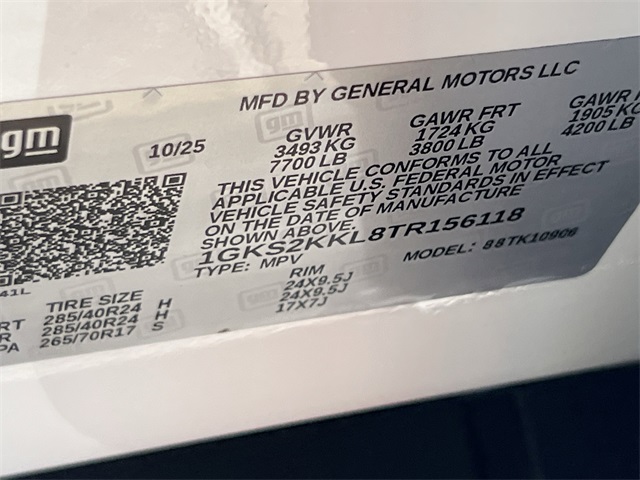 MFD BY GENERAL MOTORS LLC
gm
10/25
GVWR
3493 KG
7700 LB
GAWR FRT
1724 KG
3800 LB
GAWR
1905 KG
4200 LB
THIS VEHICLE CONFORMS TO ALL
APPLICABLE U.S. FEDERAL MOTOR
VEHICLE SAFETY STANDARDS IN EFFECT
ON THE DATE OF MANUFACTURE
SHOWN ABOVE.
1GKS2KKL8TR156118
TYPE: MPV
MODEL: 88TK10906
41L
TIRE SIZE
RIM
RT 285/40R24 H 24X9.5J
R 285/40R24 H 24X9.5J
PA 265/70R17 S 17X7J